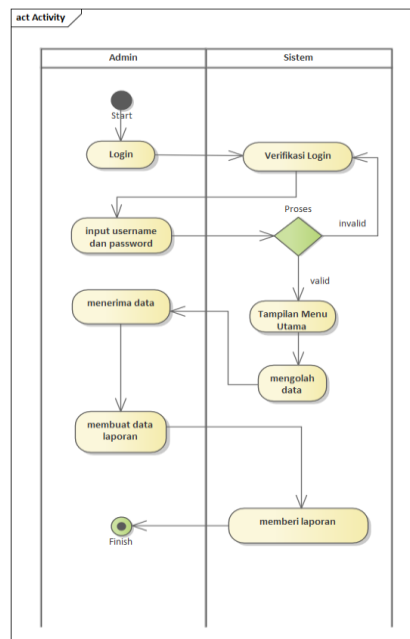 act Activity
Admin
Sistem
Start
Login
Verifikasi Login
input username
dan password
Proses
invalid
valid
menerima data
Tampilan Menu
Utama
mengolah
data
membuat data
laporan
memberi laporan
Finish